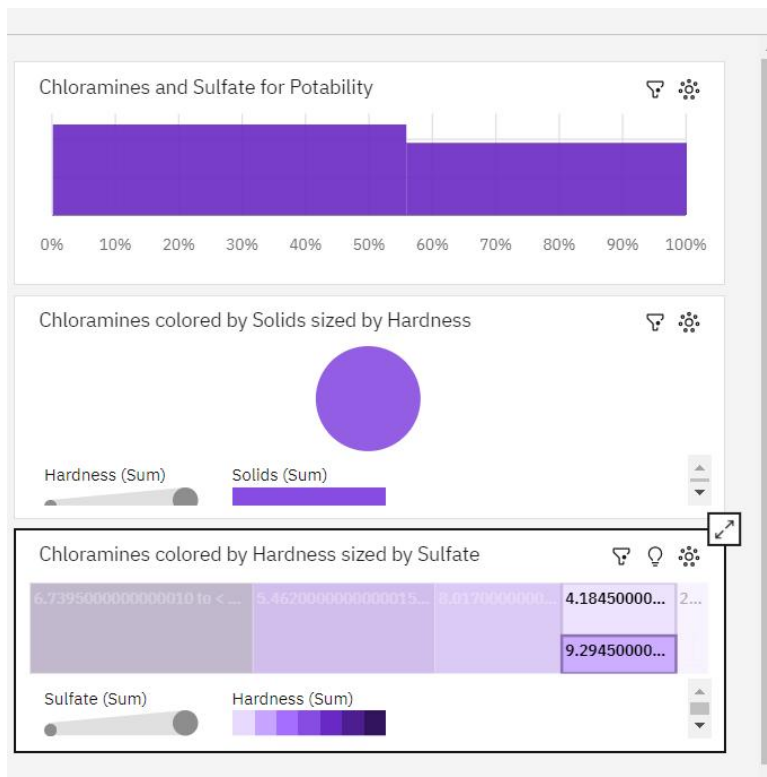 Chloramines and Sulfate for Potability
0% 10% 20% 30% 40% 50% 60% 70% 80% 90% 100%
Chloramines colored by Solids sized by Hardness
Hardness (Sum) Solids (Sum)
Chloramines colored by Hardness sized by Sulfate
6.7395000000000010 to < ... 5.4620000000000015... 8.0170000000... 4.18450000... 2...
9.29450000...
Sulfate (Sum) Hardness (Sum)